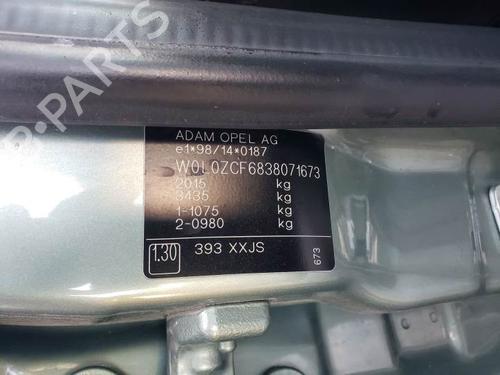 ADAM OPEL AG
e1*98/14*0187
W0L0ZCF6838071673
2015 kg
3435 kg
1-1075 kg
2-0980 kg
1.30 393 XXJS 673
B-PARTS